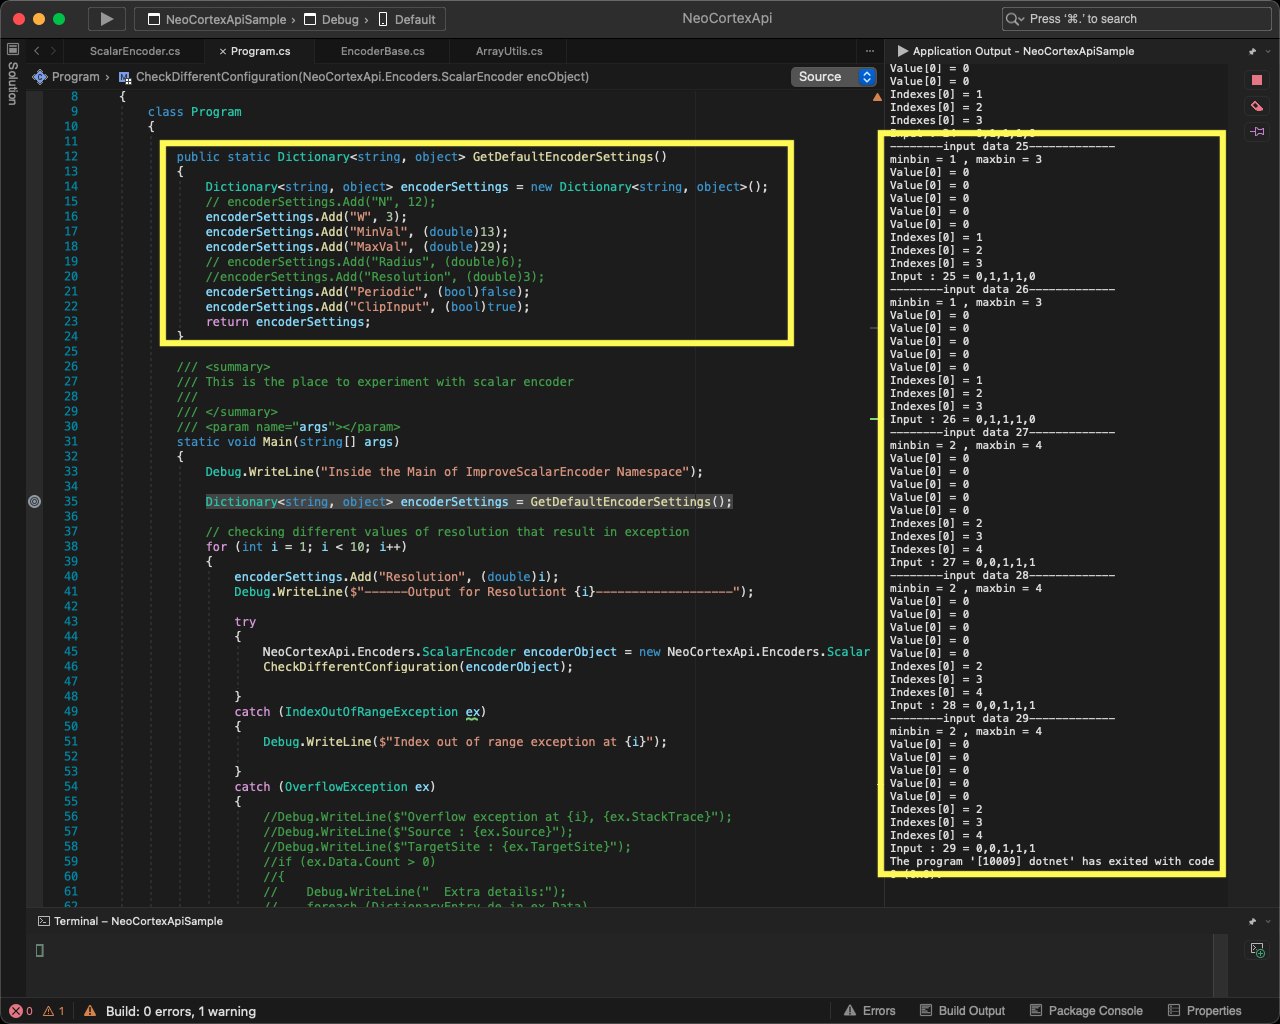 NeoCortexApiSample › Debug › Default
NeoCortexApi
Press '⌘.' to search
Solution
ScalarEncoder.cs
× Program.cs
EncoderBase.cs
ArrayUtils.cs
Program › CheckDifferentConfiguration(NeoCortexApi.Encoders.ScalarEncoder encObject)
Source
8 {
9 class Program
10 {
11
12 public static Dictionary<string, object> GetDefaultEncoderSettings()
13 {
14 Dictionary<string, object> encoderSettings = new Dictionary<string, object>();
15 // encoderSettings.Add("N", 12);
16 encoderSettings.Add("W", 3);
17 encoderSettings.Add("MinVal", (double)13);
18 encoderSettings.Add("MaxVal", (double)29);
19 // encoderSettings.Add("Radius", (double)6);
20 //encoderSettings.Add("Resolution", (double)3);
21 encoderSettings.Add("Periodic", (bool)false);
22 encoderSettings.Add("ClipInput", (bool)true);
23 return encoderSettings;
24 }
25
26 /// <summary>
27 /// This is the place to experiment with scalar encoder
28 ///
29 /// </summary>
30 /// <param name="args"></param>
31 static void Main(string[] args)
32 {
33 Debug.WriteLine("Inside the Main of ImproveScalarEncoder Namespace");
34
35 Dictionary<string, object> encoderSettings = GetDefaultEncoderSettings();
36
37 // checking different values of resolution that result in exception
38 for (int i = 1; i < 10; i++)
39 {
40 encoderSettings.Add("Resolution", (double)i);
41 Debug.WriteLine($"------Output for Resolutiont {i}-------------------");
42
43 try
44 {
45 NeoCortexApi.Encoders.ScalarEncoder encoderObject = new NeoCortexApi.Encoders.Scalar
46 CheckDifferentConfiguration(encoderObject);
47
48 }
49 catch (IndexOutOfRangeException ex)
50 {
51 Debug.WriteLine($"Index out of range exception at {i}");
52
53 }
54 catch (OverflowException ex)
55 {
56 //Debug.WriteLine($"Overflow exception at {i}, {ex.StackTrace}");
57 //Debug.WriteLine($"Source : {ex.Source}");
58 //Debug.WriteLine($"TargetSite : {ex.TargetSite}");
59 //if (ex.Data.Count > 0)
60 //{
61 // Debug.WriteLine("  Extra details:");
62 // foreach (DictionaryEntry de in ex.Data)
Application Output - NeoCortexApiSample
Value[0] = 0
Value[0] = 0
Indexes[0] = 1
Indexes[0] = 2
Indexes[0] = 3
Input : 24 = 0,1,1,1,0
--------input data 25-------------
minbin = 1 , maxbin = 3
Value[0] = 0
Value[0] = 0
Value[0] = 0
Value[0] = 0
Value[0] = 0
Indexes[0] = 1
Indexes[0] = 2
Indexes[0] = 3
Input : 25 = 0,1,1,1,0
--------input data 26-------------
minbin = 1 , maxbin = 3
Value[0] = 0
Value[0] = 0
Value[0] = 0
Value[0] = 0
Value[0] = 0
Indexes[0] = 1
Indexes[0] = 2
Indexes[0] = 3
Input : 26 = 0,1,1,1,0
--------input data 27-------------
minbin = 2 , maxbin = 4
Value[0] = 0
Value[0] = 0
Value[0] = 0
Value[0] = 0
Value[0] = 0
Indexes[0] = 2
Indexes[0] = 3
Indexes[0] = 4
Input : 27 = 0,0,1,1,1
--------input data 28-------------
minbin = 2 , maxbin = 4
Value[0] = 0
Value[0] = 0
Value[0] = 0
Value[0] = 0
Value[0] = 0
Indexes[0] = 2
Indexes[0] = 3
Indexes[0] = 4
Input : 28 = 0,0,1,1,1
--------input data 29-------------
minbin = 2 , maxbin = 4
Value[0] = 0
Value[0] = 0
Value[0] = 0
Value[0] = 0
Value[0] = 0
Indexes[0] = 2
Indexes[0] = 3
Indexes[0] = 4
Input : 29 = 0,0,1,1,1
The program '[10009] dotnet' has exited with code
0 (0x0).
Terminal – NeoCortexApiSample
0 1 Build: 0 errors, 1 warning
Errors
Build Output
Package Console
Properties